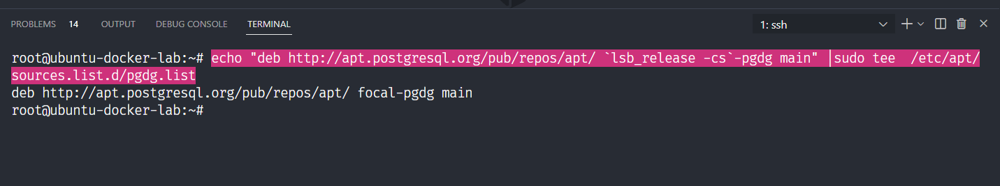 PROBLEMS 14 OUTPUT DEBUG CONSOLE TERMINAL 1: ssh
root@ubuntu-docker-lab:~# echo "deb http://apt.postgresql.org/pub/repos/apt/ `lsb_release -cs`-pgdg main" |sudo tee  /etc/apt/
sources.list.d/pgdg.list
deb http://apt.postgresql.org/pub/repos/apt/ focal-pgdg main
root@ubuntu-docker-lab:~#